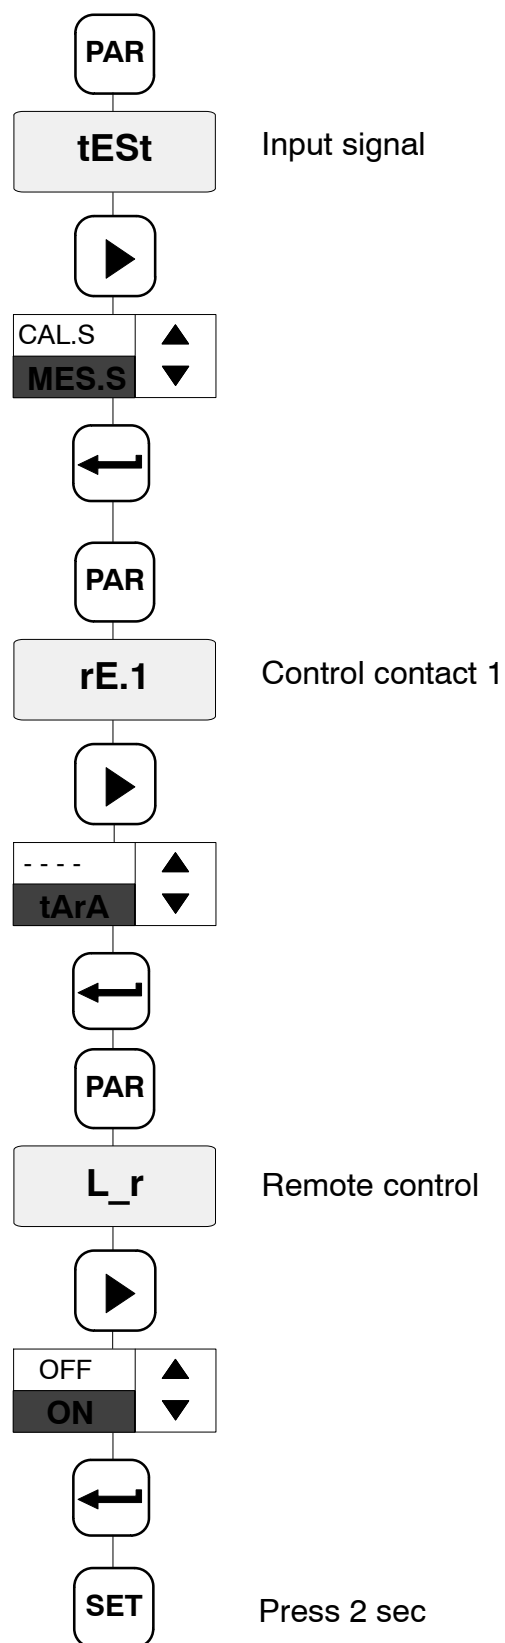 PAR
tESt Input signal
CAL.S
MES.S
PAR
rE.1 Control contact 1
- - - -
tArA
PAR
L_r Remote control
OFF
ON
SET Press 2 sec